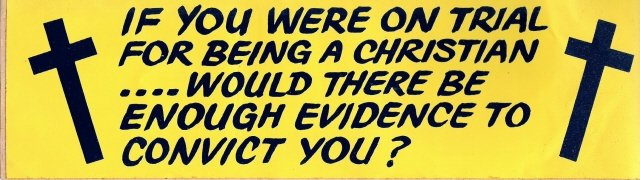 IF YOU WERE ON TRIAL
FOR BEING A CHRISTIAN
....WOULD THERE BE
ENOUGH EVIDENCE TO
CONVICT YOU?